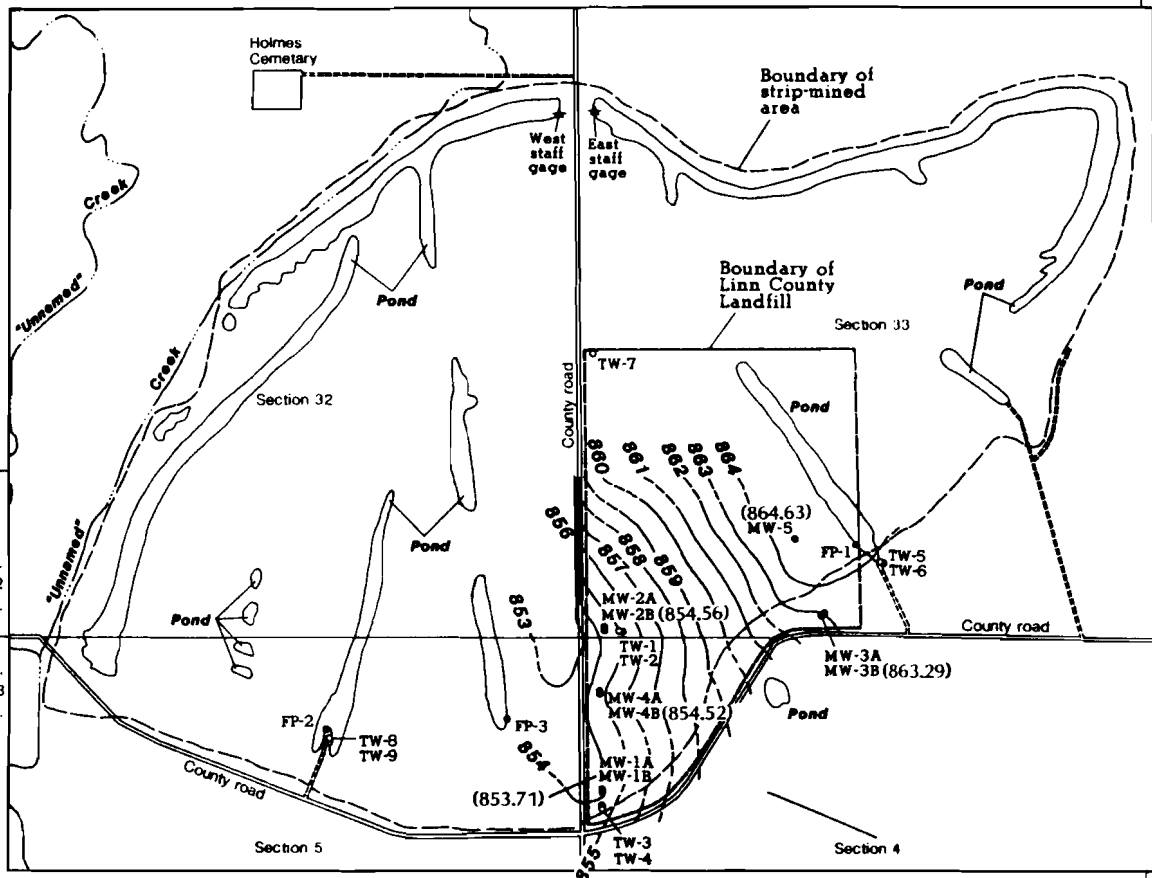 Holmes
Cemetary
Boundary of
strip-mined
area
West
staff
gage
East
staff
gage
Creek
"Unnemed"
Pond
Boundary of
Linn County
Landfill
Pond
Section 33
Creek
Section 32
County road
TW-7
Pond
860
861
862
863
864
856
857
858
859
(864.63)
MW-5
Pond
FP-1
TW-5
TW-6
"Unnemed"
853
MW-2A
MW-2B (854.56)
TW-1
TW-2
Pond
County road
MW-3A
MW-3B (863.29)
MW-4A
MW-4B (854.52)
Pond
FP-2
TW-8
TW-9
FP-3
854
MW-1A
MW-1B
(853.71)
County road
TW-3
TW-4
855
Section 5
Section 4